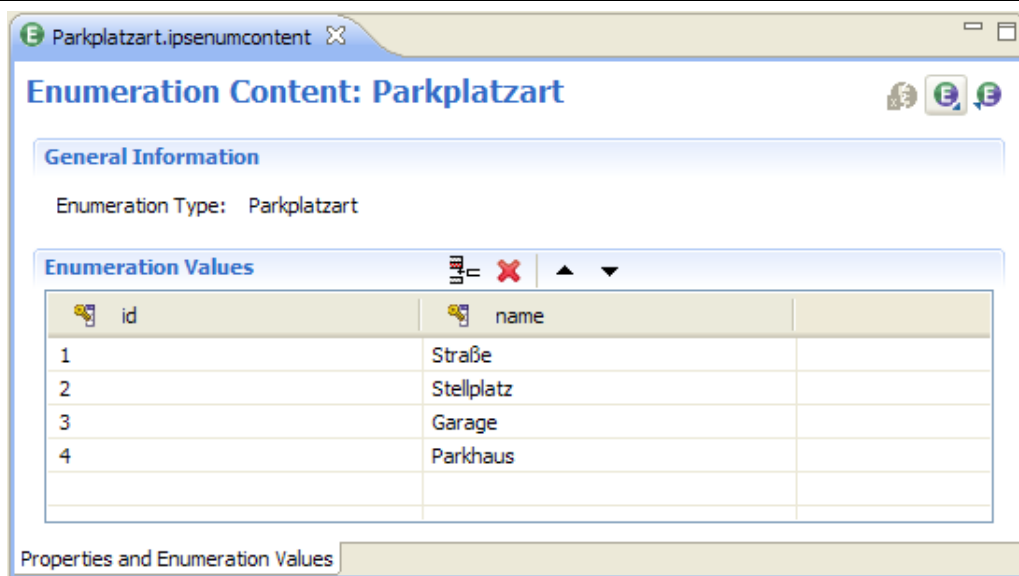 Parkplatzart.ipsenumcontent
Enumeration Content: Parkplatzart
General Information
Enumeration Type: Parkplatzart
Enumeration Values
id name
1 Straße
2 Stellplatz
3 Garage
4 Parkhaus
Properties and Enumeration Values